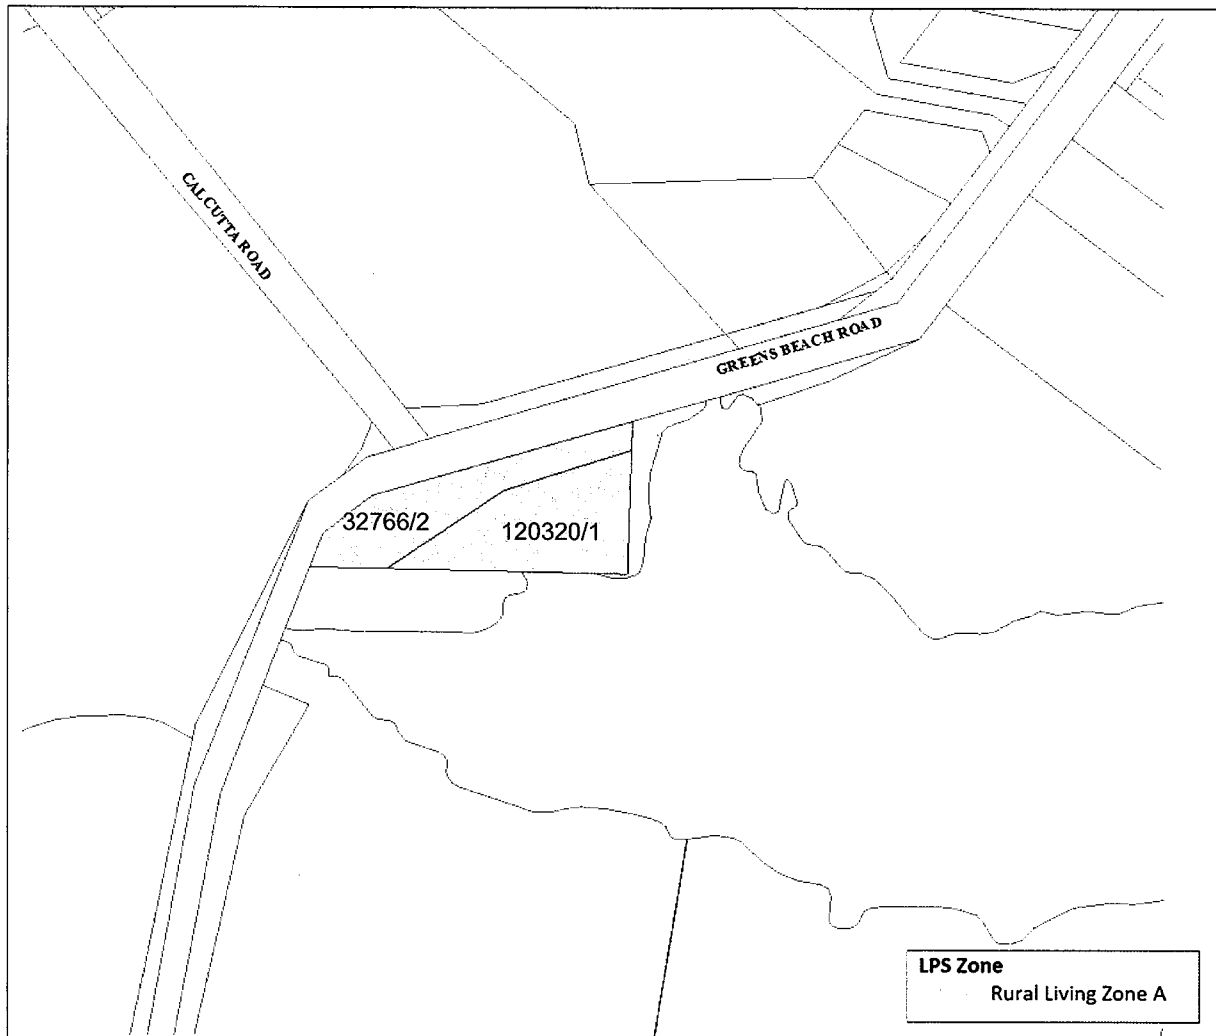 CALCUTTA ROAD
GREENS BEACH ROAD
32766/2
120320/1
LPS Zone
Rural Living Zone A